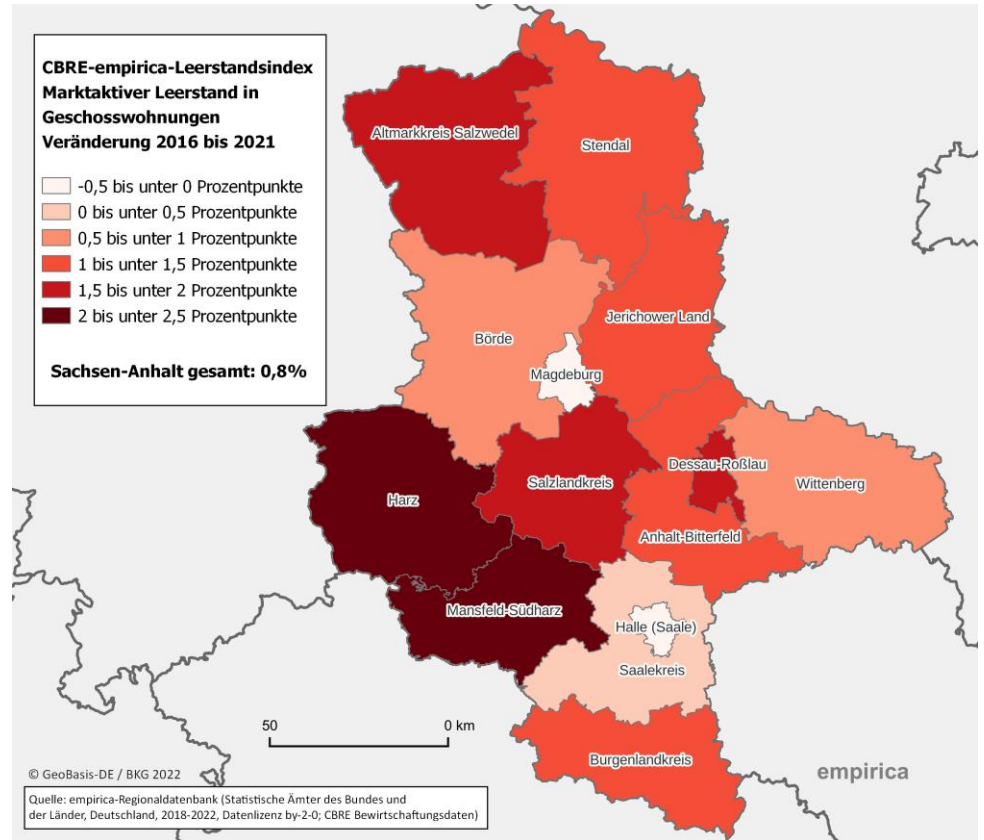 CBRE-empirica-Leerstandsindex
Marktaktiver Leerstand in
Geschosswohnungen
Veränderung 2016 bis 2021
-0,5 bis unter 0 Prozentpunkte
0 bis unter 0,5 Prozentpunkte
0,5 bis unter 1 Prozentpunkte
1 bis unter 1,5 Prozentpunkte
1,5 bis unter 2 Prozentpunkte
2 bis unter 2,5 Prozentpunkte
Sachsen-Anhalt gesamt: 0,8%
Altmarkkreis Salzwedel
Stendal
Jerichower Land
Börde
Magdeburg
Dessau-Roßlau
Salzlandkreis
Wittenberg
Harz
Anhalt-Bitterfeld
Mansfeld-Südharz
Halle (Saale)
Saalekreis
50 0 km
Burgenlandkreis
empirica
© GeoBasis-DE / BKG 2022
Quelle: empirica-Regionaldatenbank (Statistische Ämter des Bundes und
der Länder, Deutschland, 2018-2022, Datenlizenz by-2-0; CBRE Bewirtschaftungsdaten)